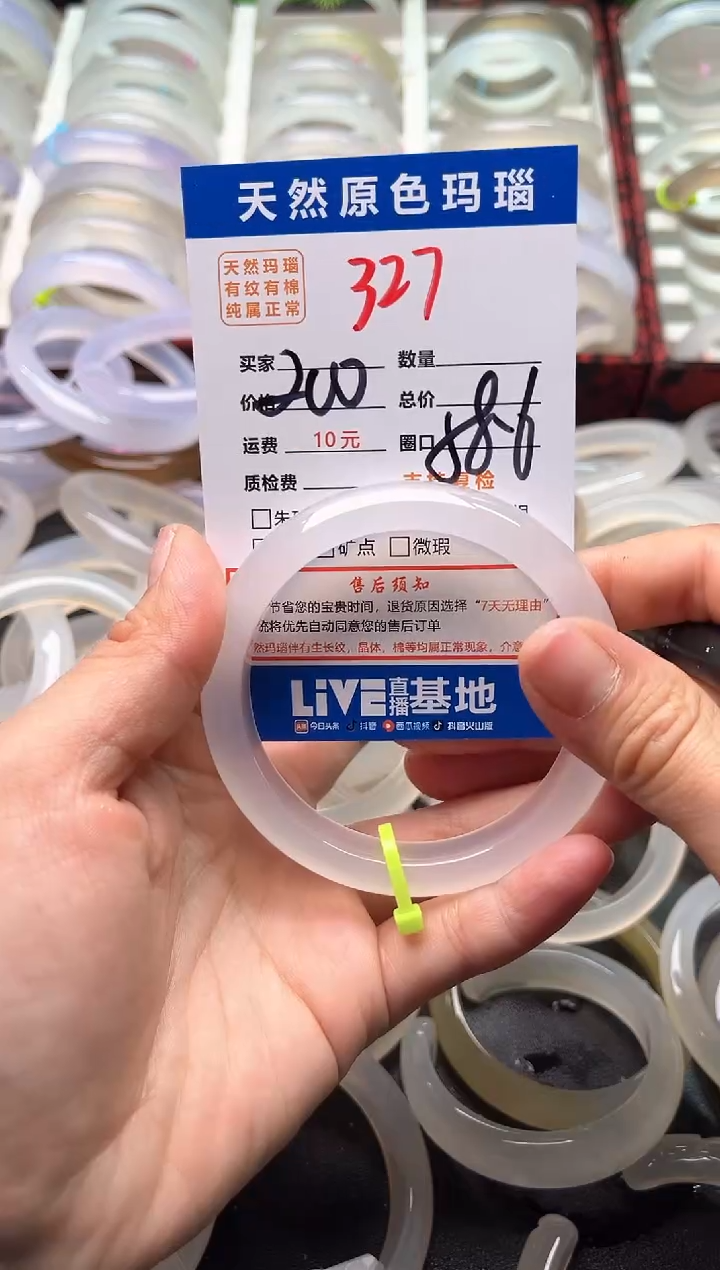 天然原色玛瑙
天然玛瑙
有纹有棉
纯属正常
327
买家 数量
价格 200 总价
运费 10元 圈口
质检费
矿点 微瑕
售后须知
节省您的宝贵时间，退货原因选择“7天无理由”
统将优先自动同意您的售后订单
然玛瑙伴有生长纹，晶体，棉等均属正常现象，介意
LiVE直播基地
今日头条 抖音 西瓜视频 抖音火山版